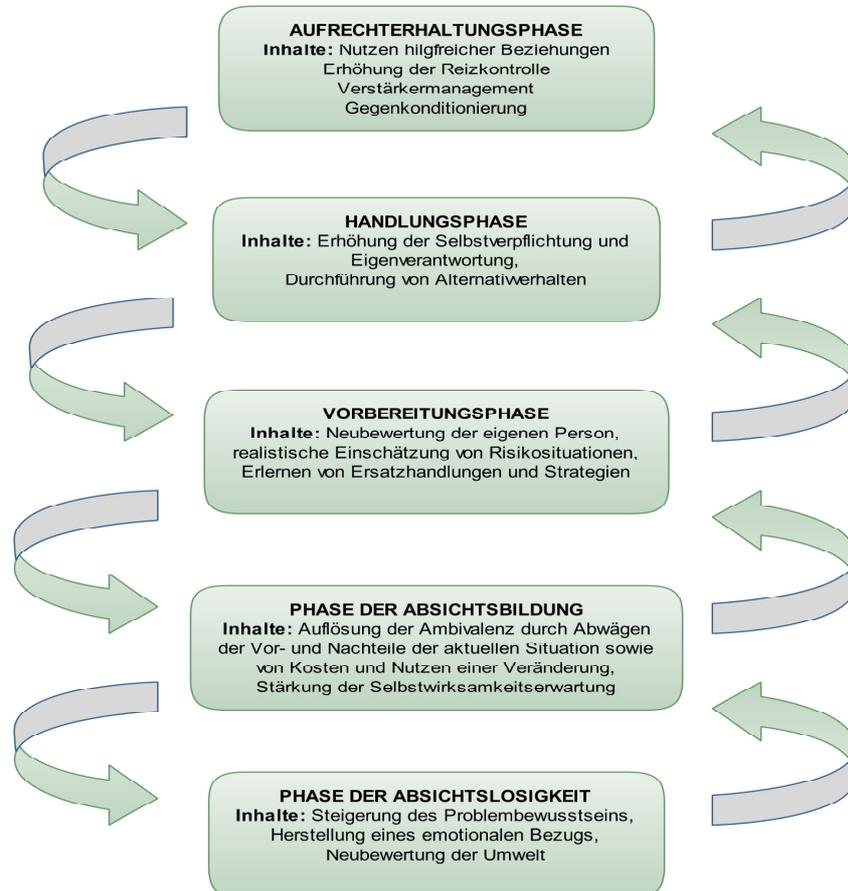 AUFRECHTERHALTUNGSPHASE
Inhalte: Nutzen hilgfreicher Beziehungen
Erhöhung der Reizkontrolle
Verstärkermanagement
Gegenkonditionierung
HANDLUNGSPHASE
Inhalte: Erhöhung der Selbstverpflichtung und
Eigenverantwortung,
Durchführung von Alternativverhalten
VORBEREITUNGSPHASE
Inhalte: Neubewertung der eigenen Person,
realistische Einschätzung von Risikosituationen,
Erlernen von Ersatzhandlungen und Strategien
PHASE DER ABSICHTSBILDUNG
Inhalte: Auflösung der Ambivalenz durch Abwägen
der Vor- und Nachteile der aktuellen Situation sowie
von Kosten und Nutzen einer Veränderung,
Stärkung der Selbstwirksamkeitserwartung
PHASE DER ABSICHTSLOSIGKEIT
Inhalte: Steigerung des Problembewusstseins,
Herstellung eines emotionalen Bezugs,
Neubewertung der Umwelt